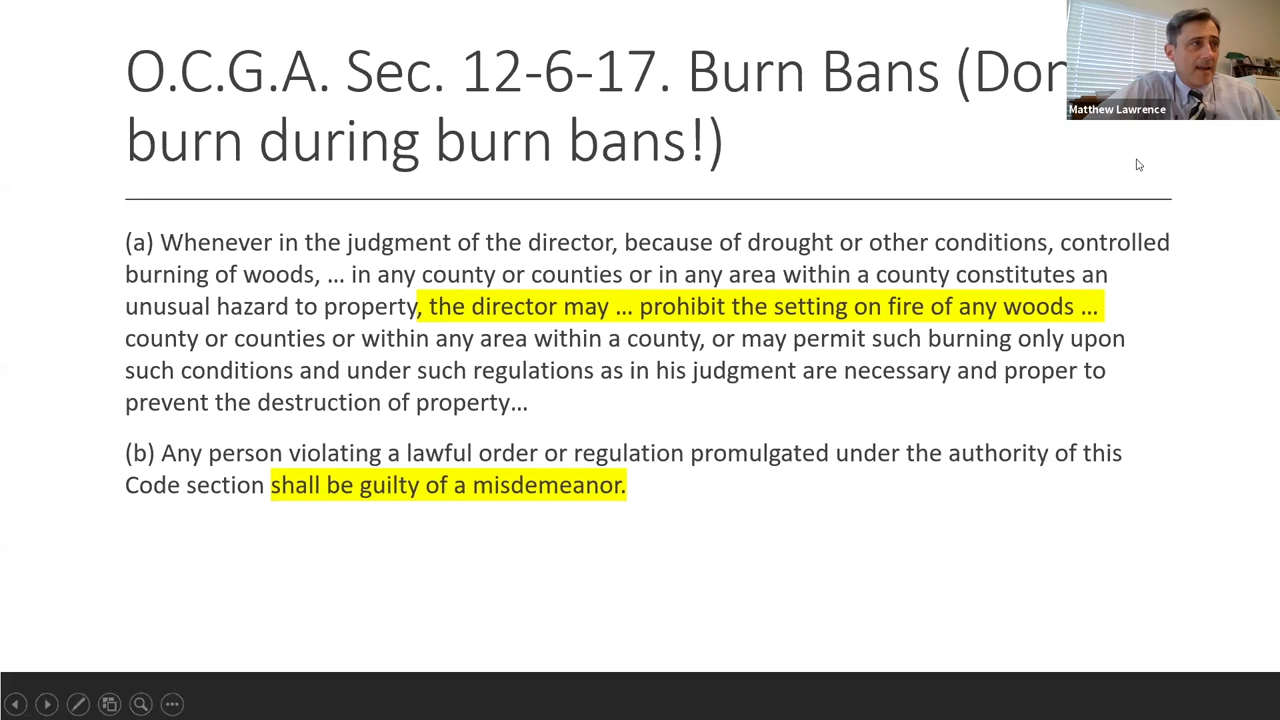 O.C.G.A. Sec. 12-6-17. Burn Bans (Don
burn during burn bans!)
Matthew Lawrence
(a) Whenever in the judgment of the director, because of drought or other conditions, controlled
burning of woods, … in any county or counties or in any area within a county constitutes an
unusual hazard to property, the director may … prohibit the setting on fire of any woods …
county or counties or within any area within a county, or may permit such burning only upon
such conditions and under such regulations as in his judgment are necessary and proper to
prevent the destruction of property…
(b) Any person violating a lawful order or regulation promulgated under the authority of this
Code section shall be guilty of a misdemeanor.